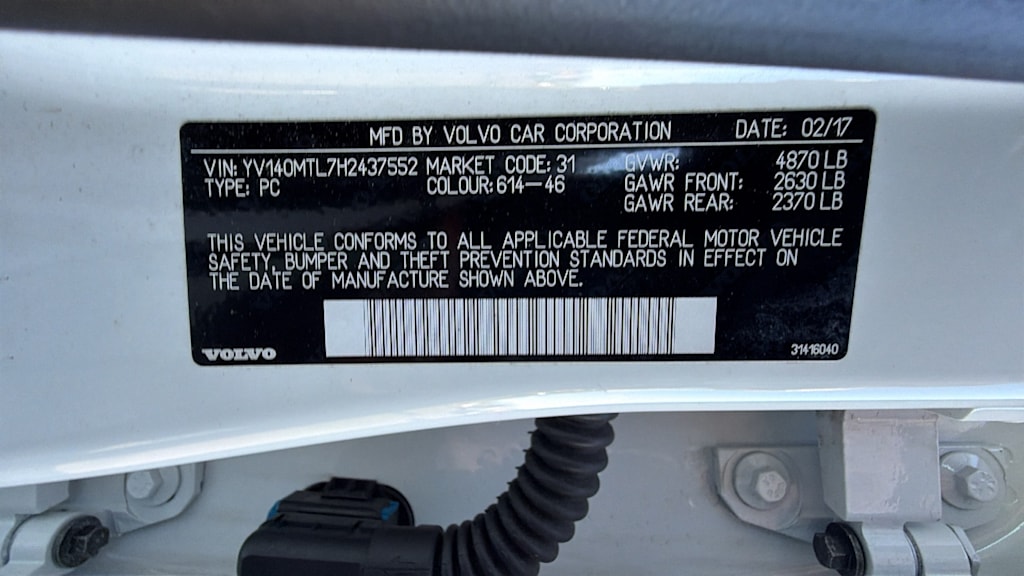 MFD BY VOLVO CAR CORPORATION DATE: 02/17
VIN: YV140MTL7H2437552 MARKET CODE: 31 GVWR: 4870 LB
TYPE: PC COLOUR: 614-46 GAWR FRONT: 2630 LB
GAWR REAR: 2370 LB
THIS VEHICLE CONFORMS TO ALL APPLICABLE FEDERAL MOTOR VEHICLE
SAFETY, BUMPER AND THEFT PREVENTION STANDARDS IN EFFECT ON
THE DATE OF MANUFACTURE SHOWN ABOVE.
VOLVO 31416040